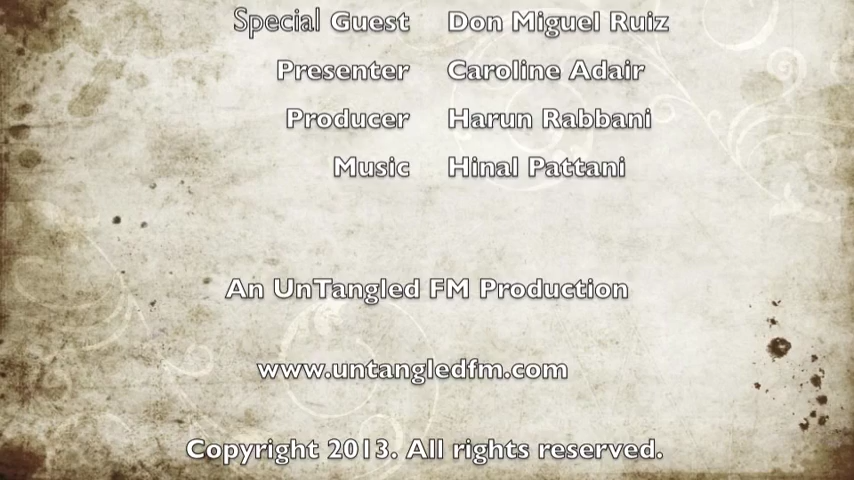 Special Guest Don Miguel Ruiz
Presenter Caroline Adair
Producer Harun Rabbani
Music Hinal Pattani
An UnTangled FM Production
www.untangledfm.com
Copyright 2013. All rights reserved.